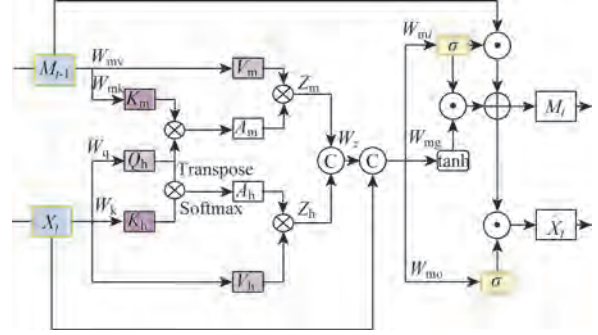 W_mi
σ
M_{t-1}
W_mv
V_m
Z_m
W_mk
K_m
A_m
M_t
W_z
W_mg
W_q
Q_h
C
C
tanh
Transpose
A_h
Softmax
X_t
W_k
K_h
Z_h
X_t
W_mo
V_h
σ